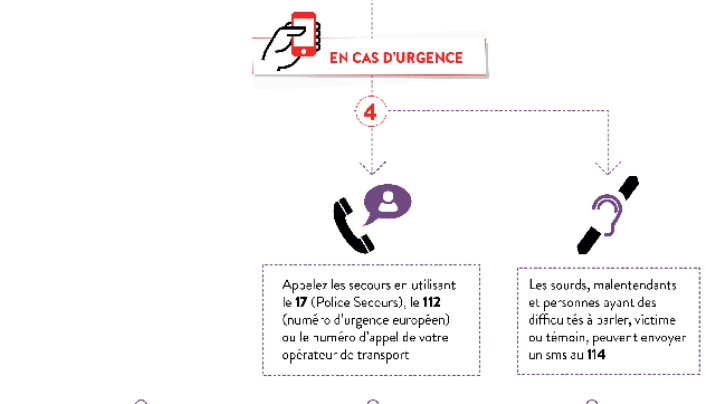 EN CAS D'URGENCE
4
Appelez les secours en utilisant
le 17 (Police Secours), le 112
(numéro d'urgence européen)
ou le numéro d'appel de votre
opérateur de transport
Les sourds, malentendants
et personnes ayant des
difficultés à parler, victime
ou témoin, peuvent envoyer
un sms au 114